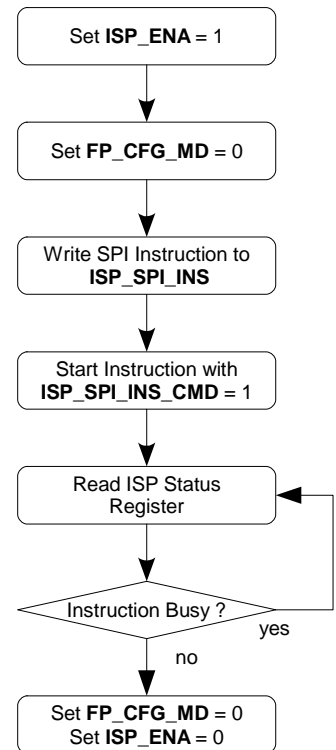 Set ISP_ENA = 1
Set FP_CFG_MD = 0
Write SPI Instruction to
ISP_SPI_INS
Start Instruction with
ISP_SPI_INS_CMD = 1
Read ISP Status
Register
Instruction Busy ?
yes
no
Set FP_CFG_MD = 0
Set ISP_ENA = 0